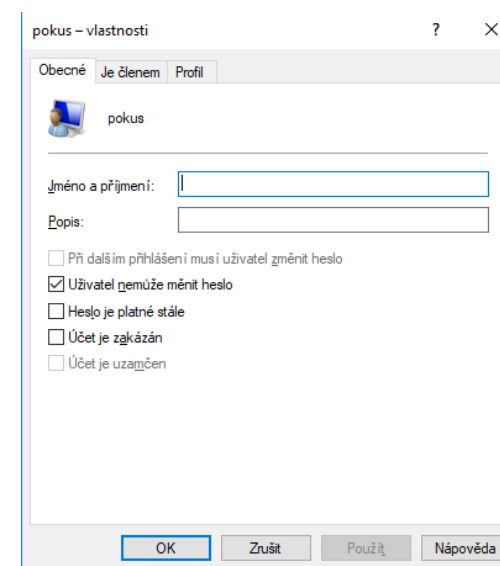 pokus – vlastnosti ? ×
Obecné Je členem Profil
pokus
Jméno a příjmení:
Popis:
Při dalším přihlášení musí uživatel změnit heslo
Uživatel nemůže měnit heslo
Heslo je platné stále
Účet je zakázán
Účet je uzamčen
OK Zrušit Použít Nápověda